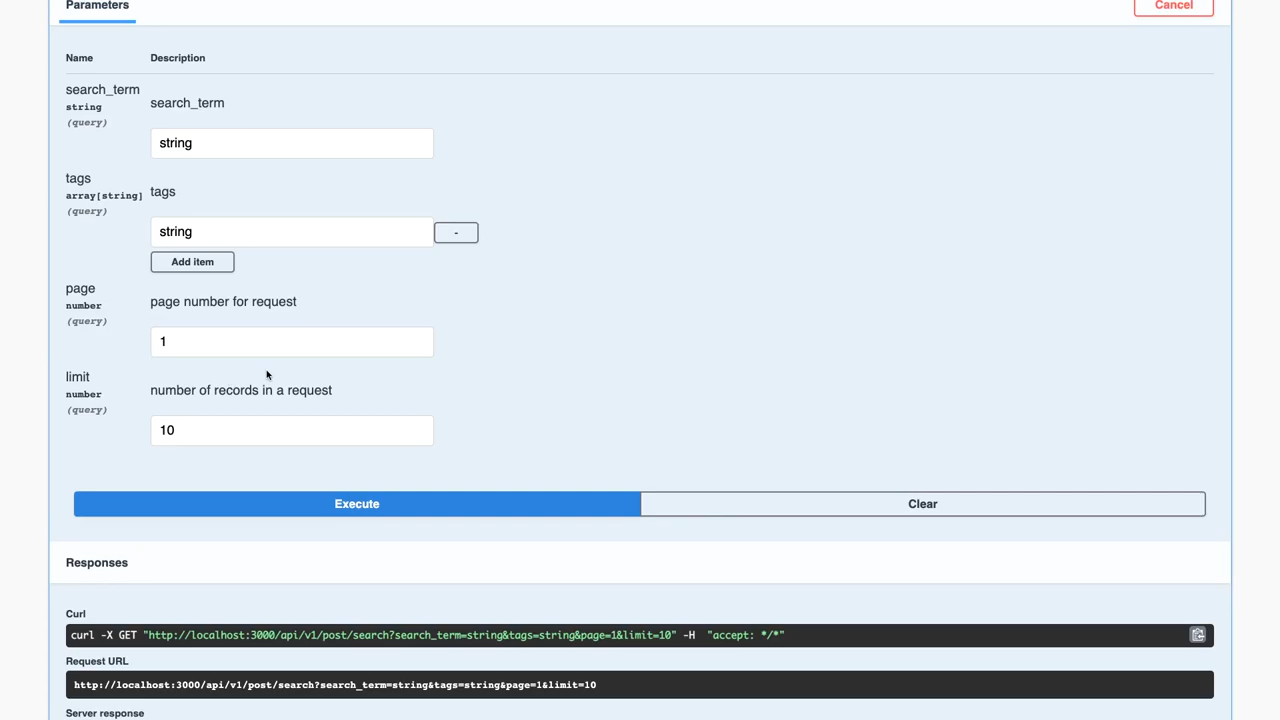 Parameters
Cancel
Name
Description
search_term
string
(query)
search_term
string
tags
array[string]
(query)
tags
string
-
Add item
page
number
(query)
page number for request
1
limit
number
(query)
number of records in a request
10
Execute
Clear
Responses
Curl
curl -X GET "http://localhost:3000/api/v1/post/search?search_term=string&tags=string&page=1&limit=10" -H  "accept: */*"
Request URL
http://localhost:3000/api/v1/post/search?search_term=string&tags=string&page=1&limit=10
Server response